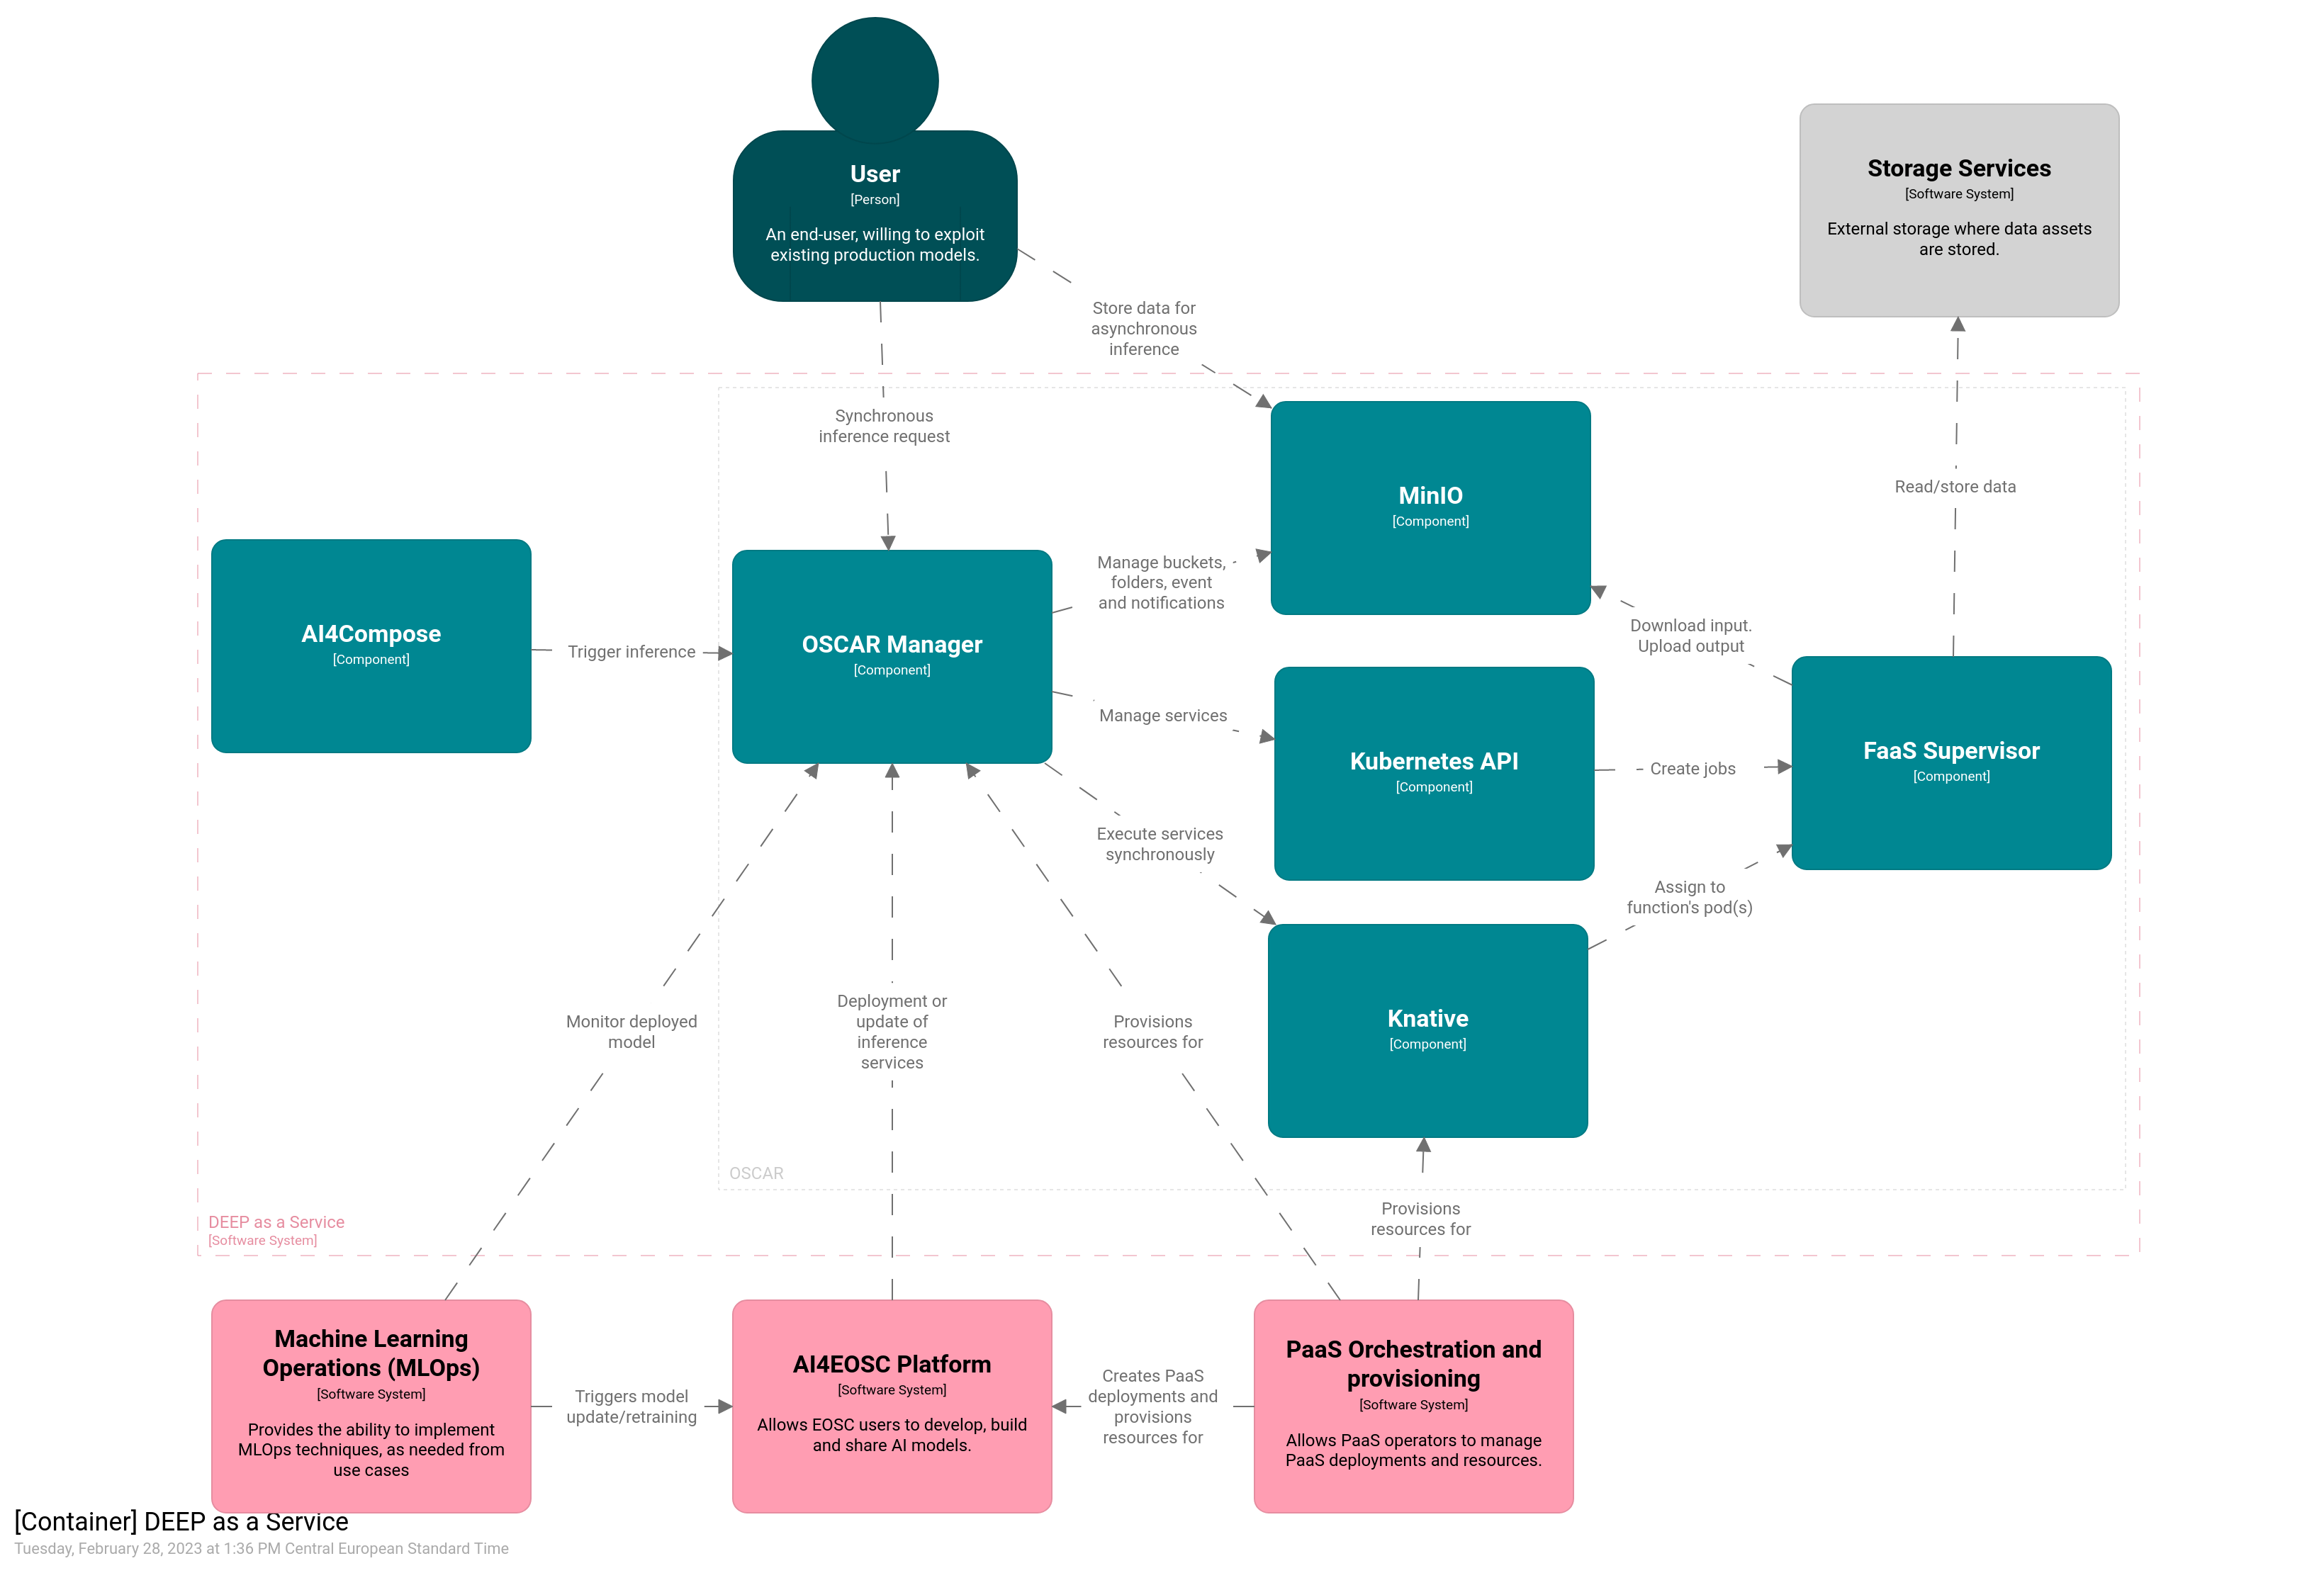 User
[Person]
An end-user, willing to exploit
existing production models.
Storage Services
[Software System]
External storage where data assets
are stored.
Store data for
asynchronous
inference
Synchronous
inference request
MinIO
[Component]
Read/store data
AI4Compose
[Component]
Trigger inference
OSCAR Manager
[Component]
Manage buckets,
folders, event
and notifications
Download input.
Upload output
Manage services
Kubernetes API
[Component]
Create jobs
FaaS Supervisor
[Component]
Execute services
synchronously
Assign to
function's pod(s)
Knative
[Component]
Monitor deployed
model
Deployment or
update of
inference
services
Provisions
resources for
OSCAR
Provisions
resources for
DEEP as a Service
[Software System]
Machine Learning
Operations (MLOps)
[Software System]
Provides the ability to implement
MLOps techniques, as needed from
use cases
Triggers model
update/retraining
AI4EOSC Platform
[Software System]
Allows EOSC users to develop, build
and share AI models.
Creates PaaS
deployments and
provisions
resources for
PaaS Orchestration and
provisioning
[Software System]
Allows PaaS operators to manage
PaaS deployments and resources.
[Container] DEEP as a Service
Tuesday, February 28, 2023 at 1:36 PM Central European Standard Time